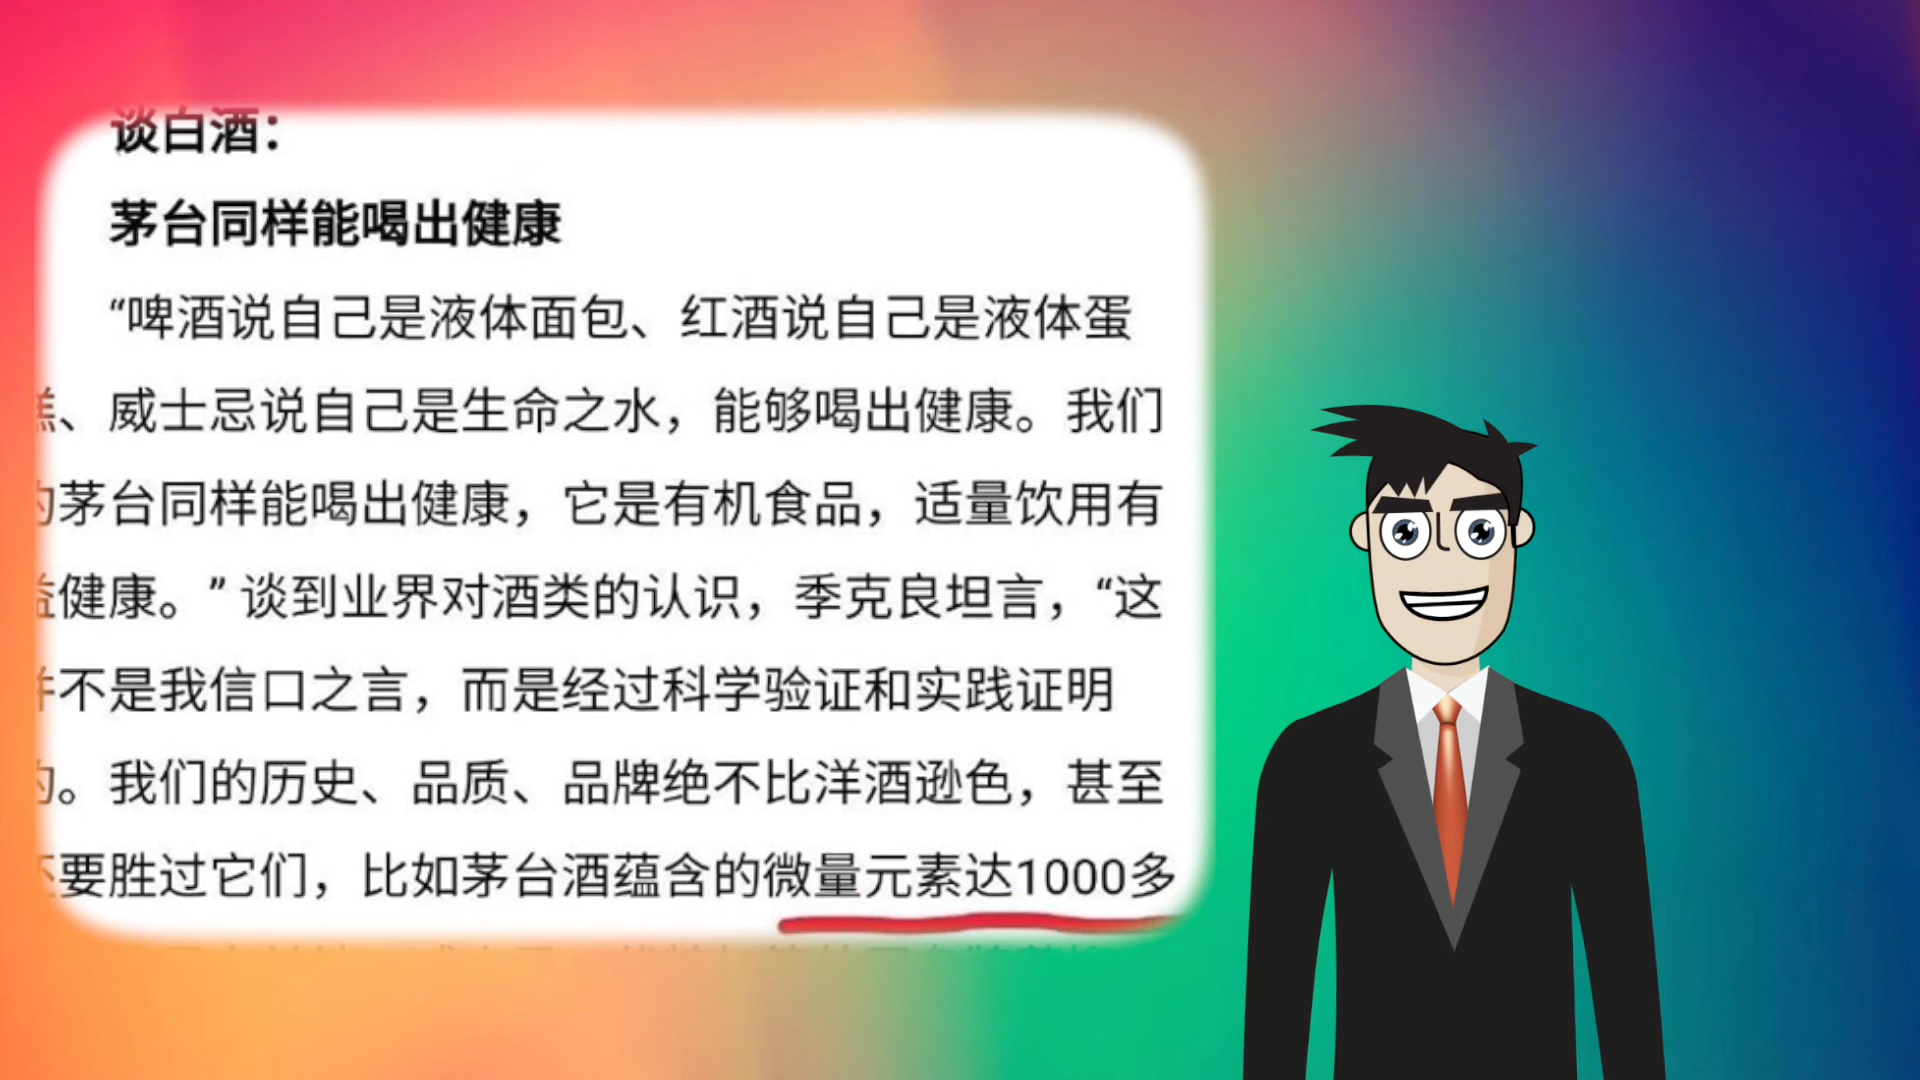 谈白酒：
茅台同样能喝出健康
“啤酒说自己是液体面包、红酒说自己是液体蛋
糕、威士忌说自己是生命之水，能够喝出健康。我们
的茅台同样能喝出健康，它是有机食品，适量饮用有
益健康。”谈到业界对酒类的认识，季克良坦言，“这
并不是我信口之言，而是经过科学验证和实践证明
的。我们的历史、品质、品牌绝不比洋酒逊色，甚至
还要胜过它们，比如茅台酒蕴含的微量元素达1000多